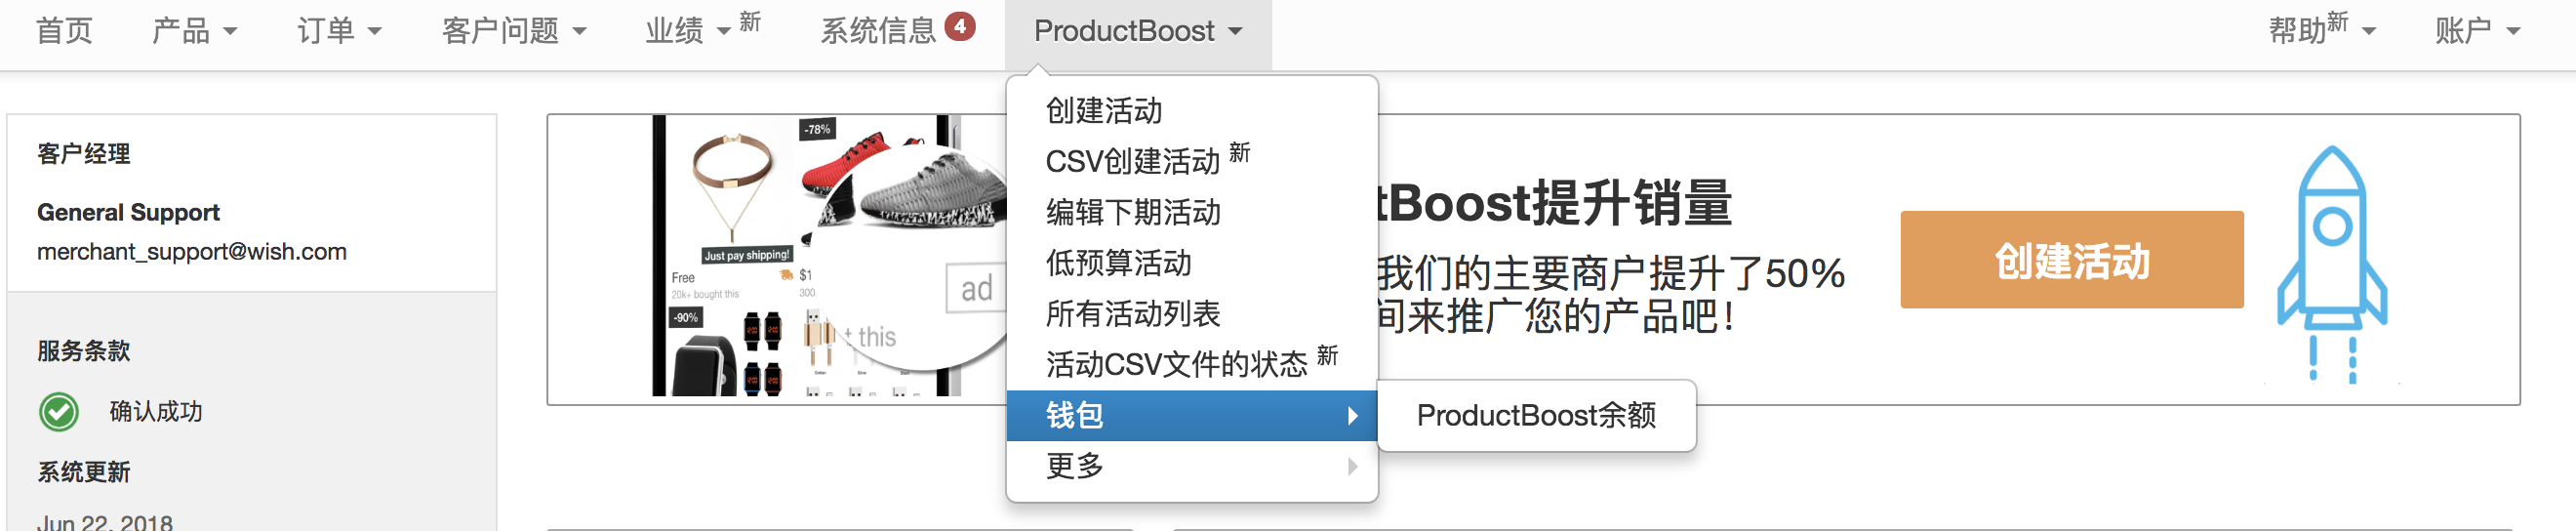 首页
产品
订单
客户问题
业绩 新
系统信息 4
ProductBoost
帮助新
账户
客户经理
General Support
merchant_support@wish.com
服务条款
确认成功
系统更新
Jun 22, 2018
-78%
Just pay shipping!
Free
20k+ bought this
$1
300
-90%
ad
t this
创建活动
CSV创建活动 新
编辑下期活动
低预算活动
所有活动列表
活动CSV文件的状态 新
钱包
更多
ProductBoost余额
tBoost提升销量
我们的主要商户提升了50%
间来推广您的产品吧!
创建活动